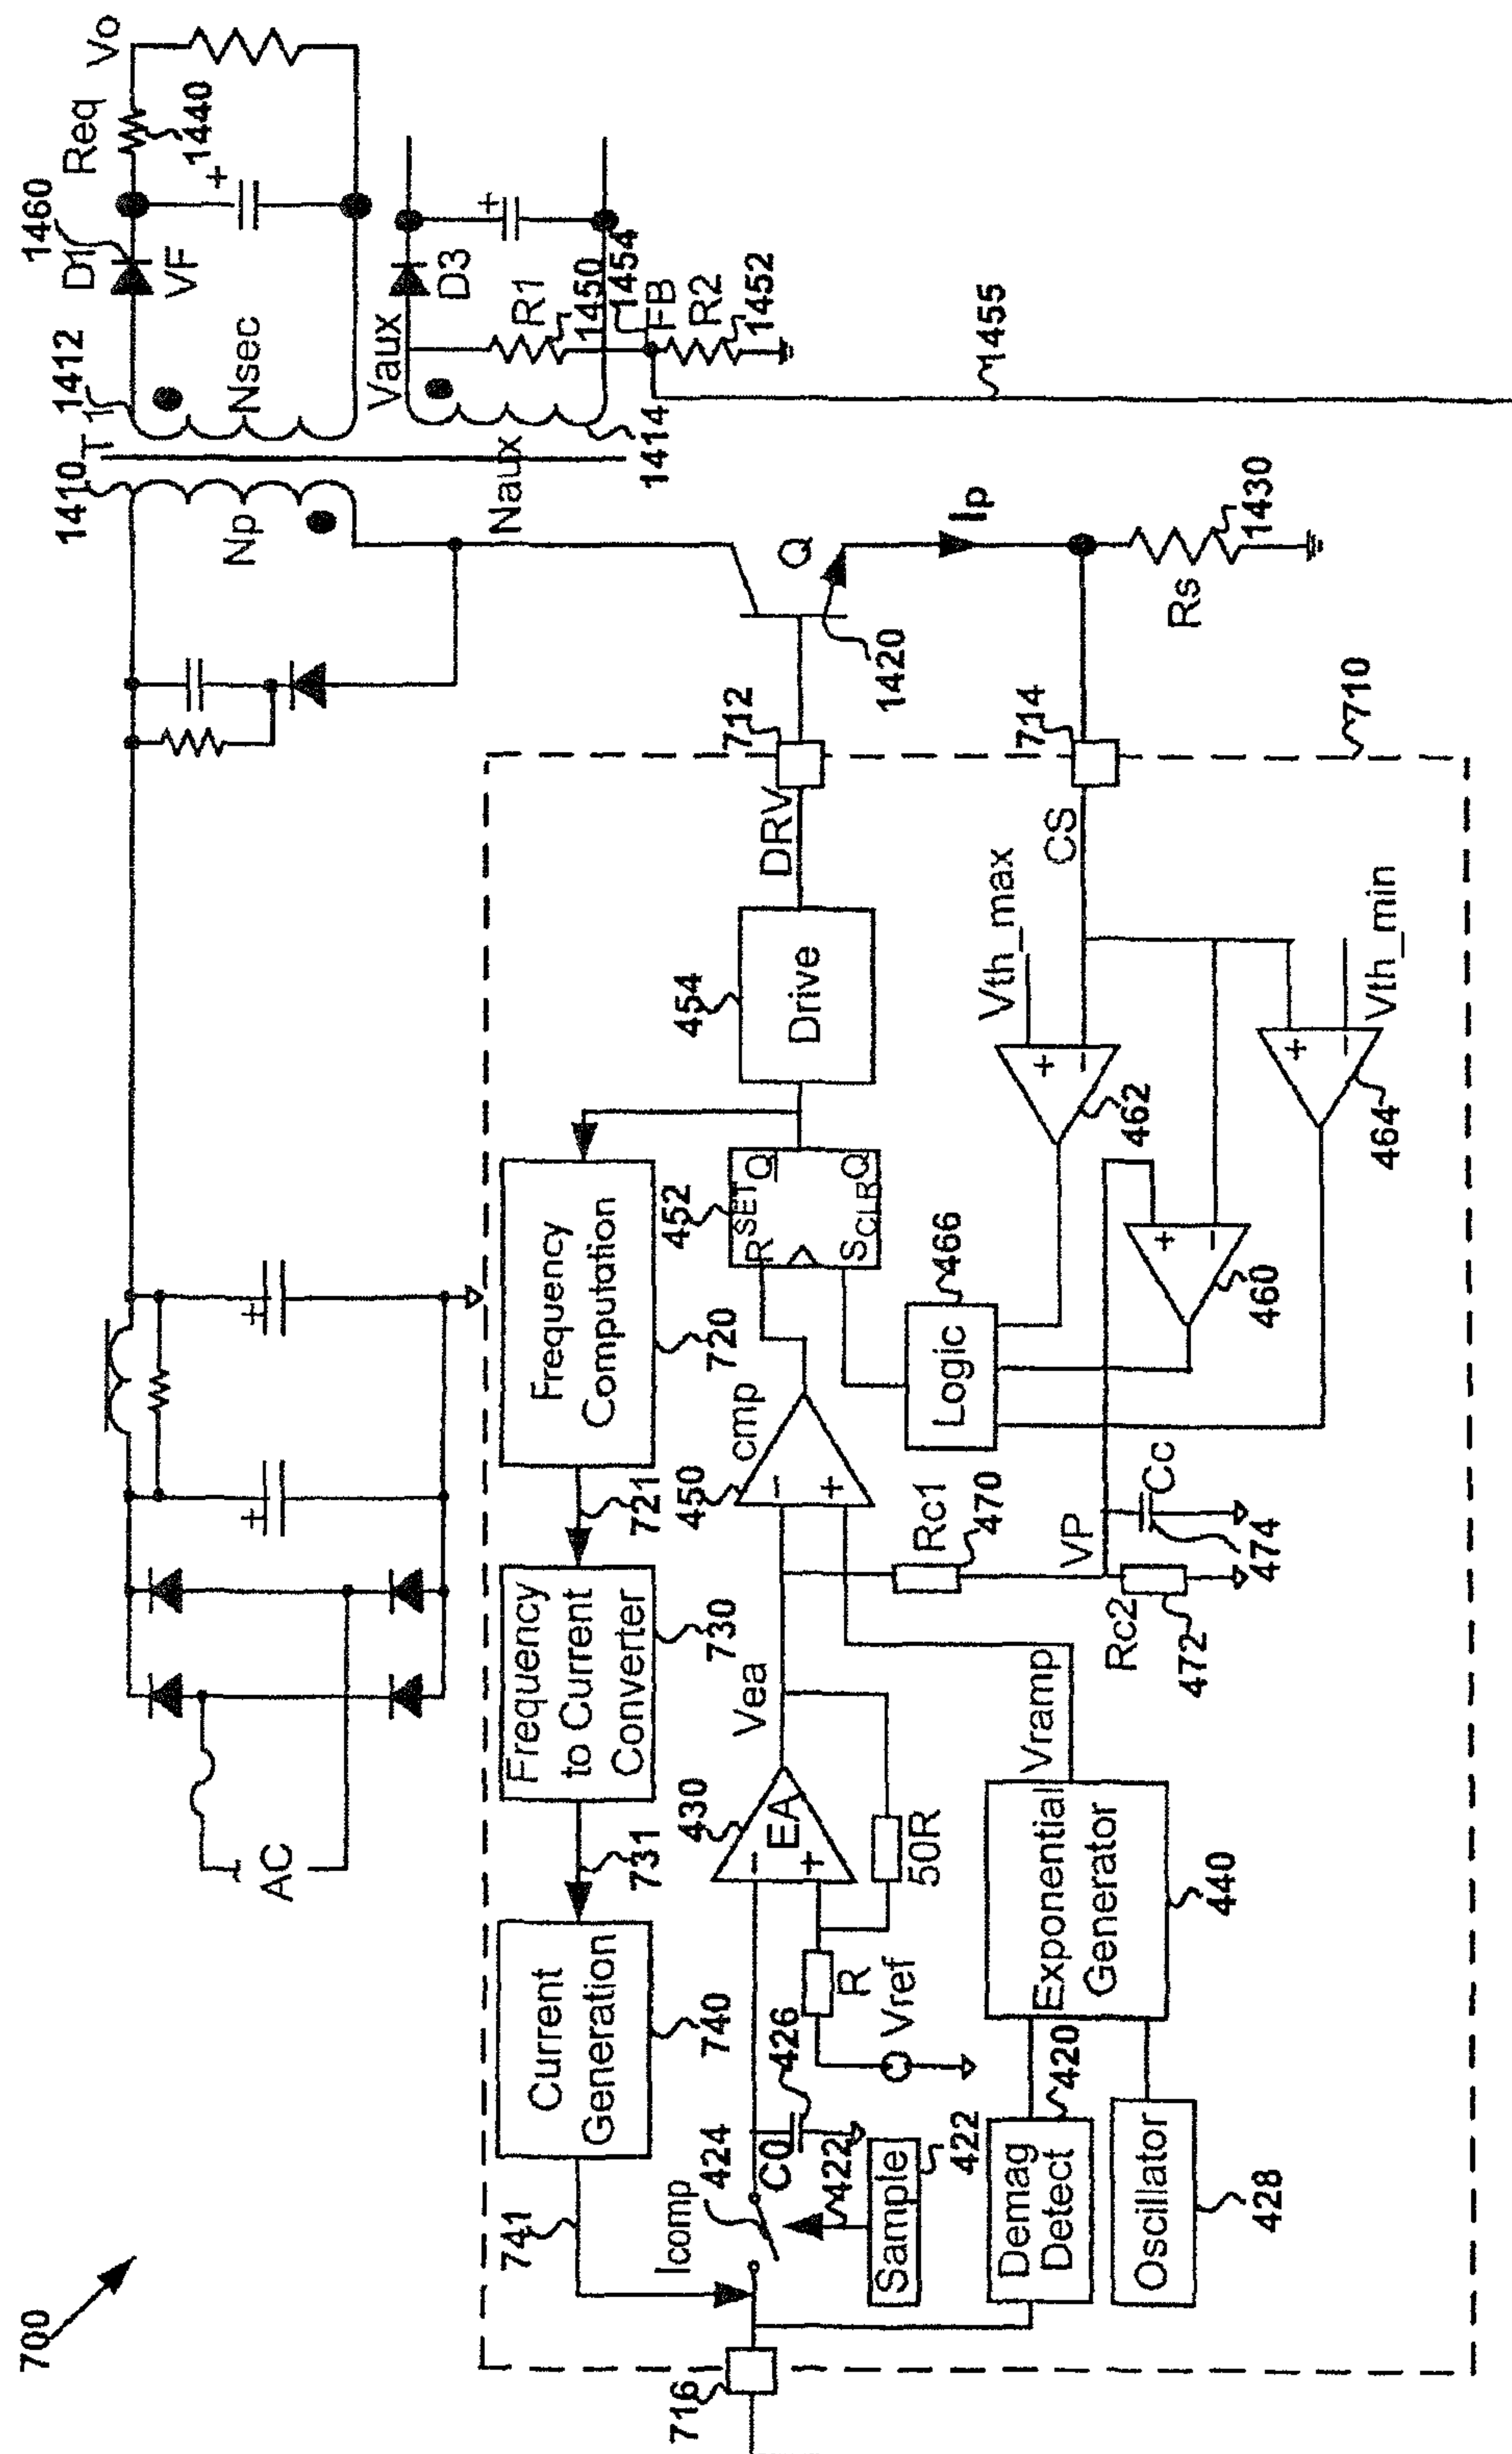 700
AC
1410
T1
1412
Np
Nsec
D1
1460
VF
Req
1440
+
Vo
Vaux
D3
+
R1
1450
1454
FB
R2
1452
Naux
1414
1455
+
+
Q
1420
Ip
Rs
1430
710
712
714
716
DRV
CS
Current
Generation
740
741
731
Frequency
to Current
Converter
730
721
Frequency
Computation
720
Icomp
424
C0
426
422
Sample
422
R
Vref
430
EA
-
+
50R
Vea
450
cmp
-
+
452
R
SET
Q
S
CLR
Q
454
Drive
Demag
Detect
420
Oscillator
428
Exponential
Generator
440
Vramp
Rc1
470
VP
Rc2
472
Cc
474
Logic
466
Vth_max
+
-
462
+
-
460
+
-
464
Vth_min